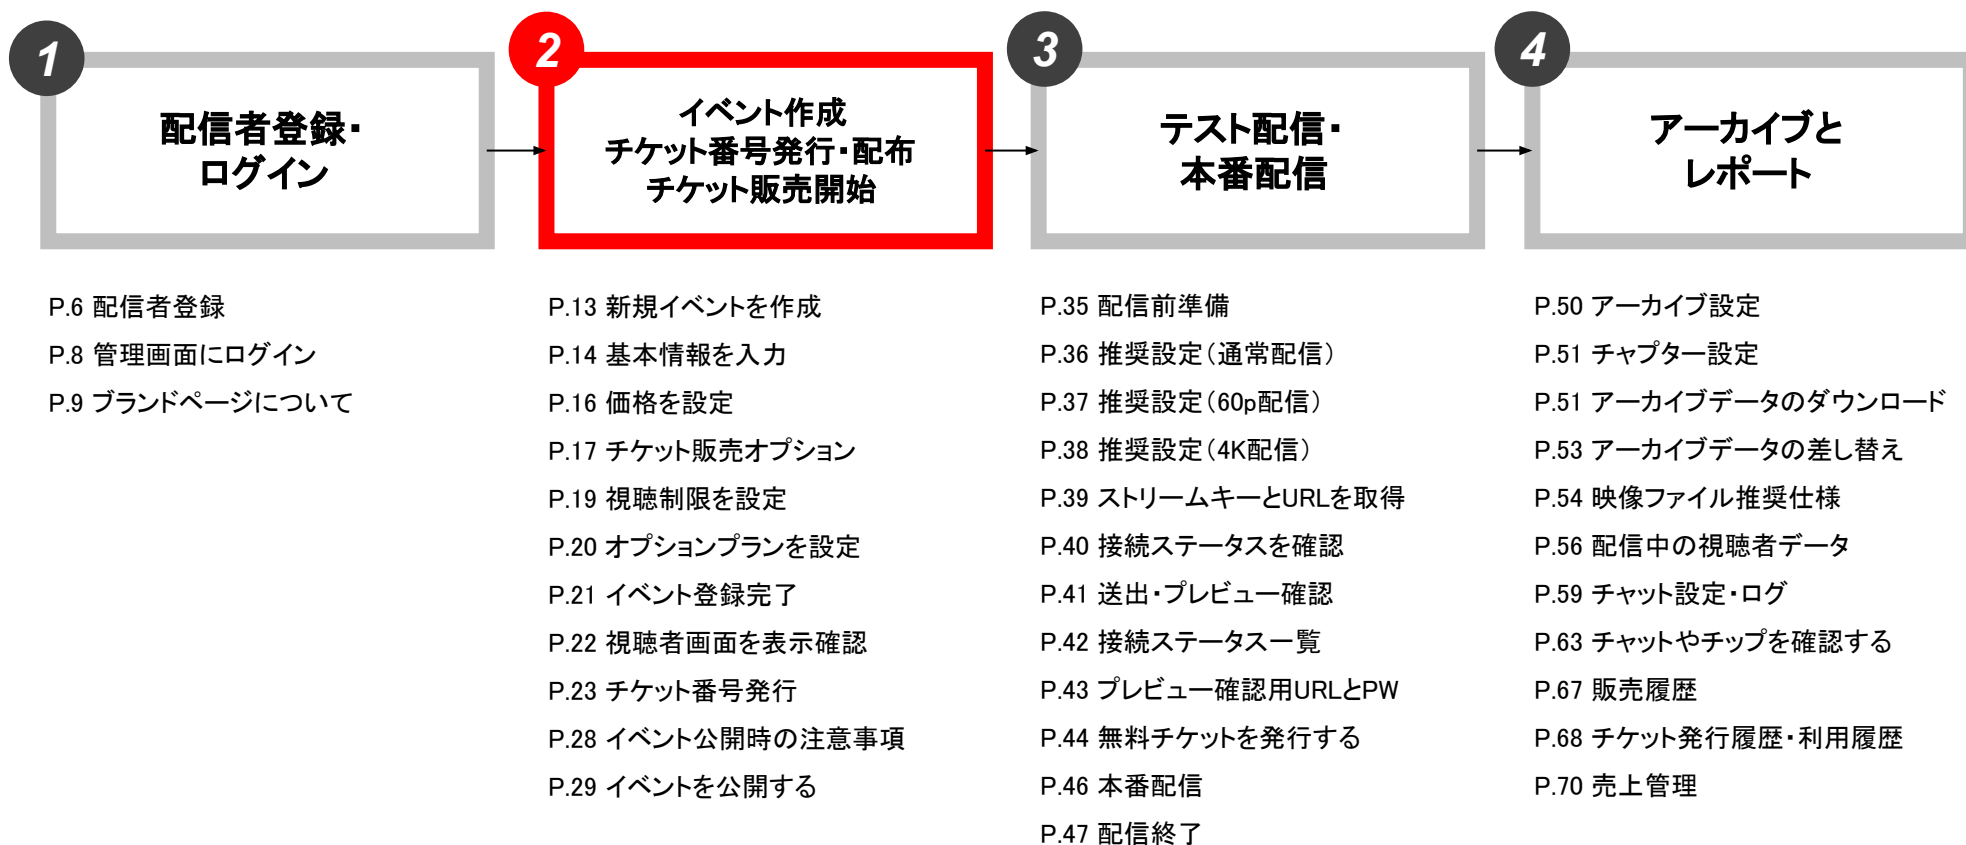 1
配信者登録・
ログイン
P.6 配信者登録
P.8 管理画面にログイン
P.9 ブランドページについて
2
イベント作成
チケット番号発行・配布
チケット販売開始
P.13 新規イベントを作成
P.14 基本情報を入力
P.16 価格を設定
P.17 チケット販売オプション
P.19 視聴制限を設定
P.20 オプションプランを設定
P.21 イベント登録完了
P.22 視聴者画面を表示確認
P.23 チケット番号発行
P.28 イベント公開時の注意事項
P.29 イベントを公開する
3
テスト配信・
本番配信
P.35 配信前準備
P.36 推奨設定（通常配信）
P.37 推奨設定（60p配信）
P.38 推奨設定（4K配信）
P.39 ストリームキーとURLを取得
P.40 接続ステータスを確認
P.41 送出・プレビュー確認
P.42 接続ステータス一覧
P.43 プレビュー確認用URLとPW
P.44 無料チケットを発行する
P.46 本番配信
P.47 配信終了
4
アーカイブと
レポート
P.50 アーカイブ設定
P.51 チャプター設定
P.51 アーカイブデータのダウンロード
P.53 アーカイブデータの差し替え
P.54 映像ファイル推奨仕様
P.56 配信中の視聴者データ
P.59 チャット設定・ログ
P.63 チャットやチップを確認する
P.67 販売履歴
P.68 チケット発行履歴・利用履歴
P.70 売上管理